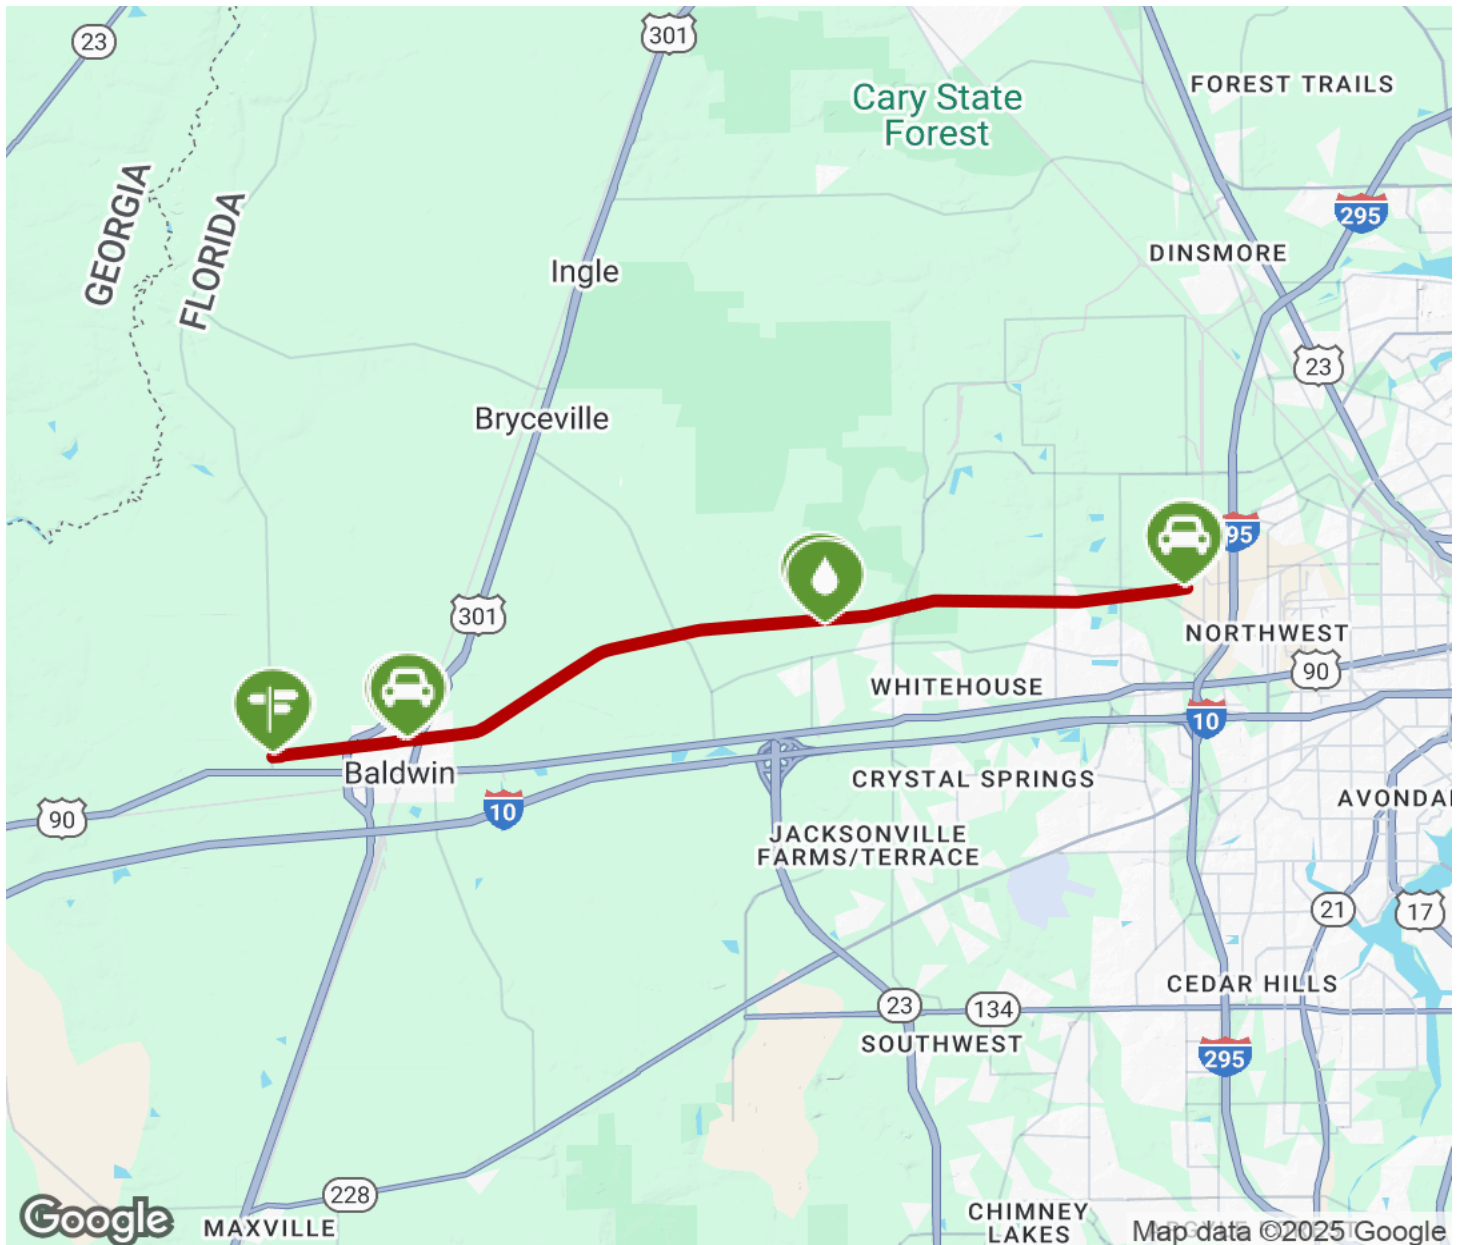 23
301
Cary State
Forest
FOREST TRAILS
GEORGIA
FLORIDA
295
DINSMORE
Ingle
23
Bryceville
95
301
NORTHWEST
90
WHITEHOUSE
10
Baldwin
CRYSTAL SPRINGS
AVONDA
90
10
JACKSONVILLE
FARMS/TERRACE
21
17
CEDAR HILLS
23
134
SOUTHWEST
295
228
CHIMNEY
LAKES
Google
MAXVILLE
Map data ©2025 Google